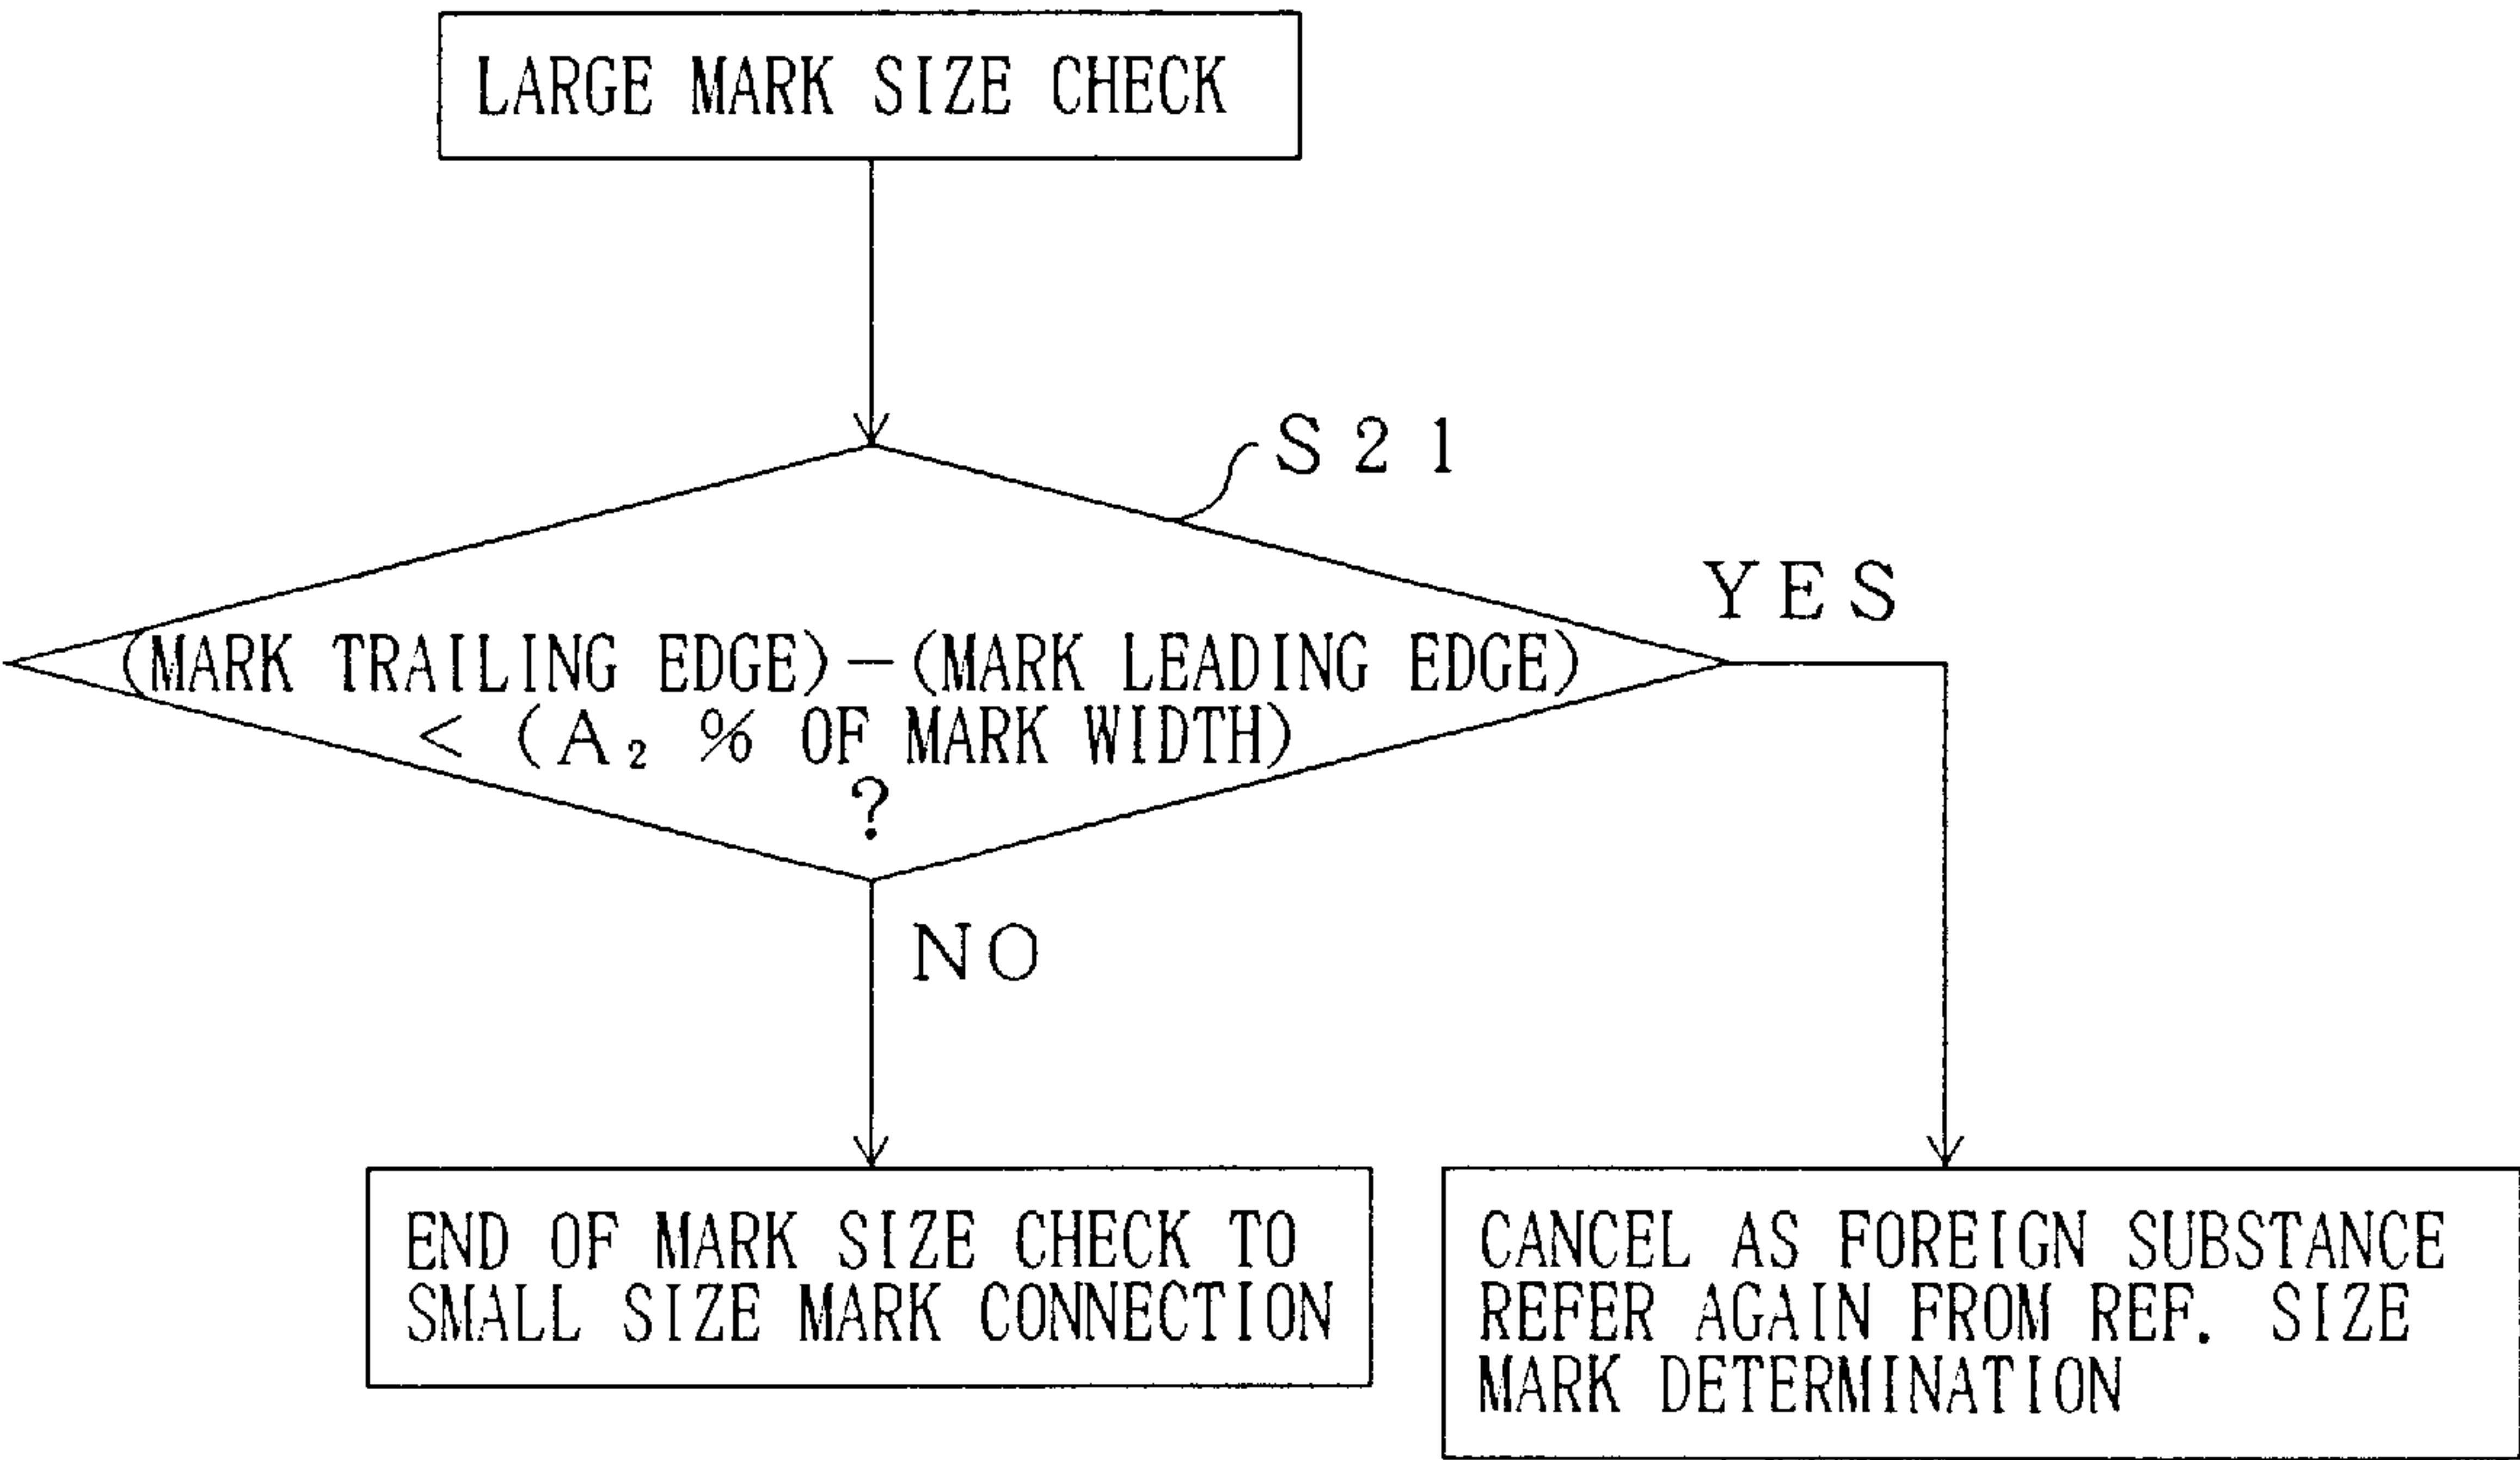 LARGE MARK SIZE CHECK
S21
YES
(MARK TRAILING EDGE)−(MARK LEADING EDGE)
< (A₂ % OF MARK WIDTH)
?
NO
END OF MARK SIZE CHECK TO
SMALL SIZE MARK CONNECTION
CANCEL AS FOREIGN SUBSTANCE
REFER AGAIN FROM REF. SIZE
MARK DETERMINATION